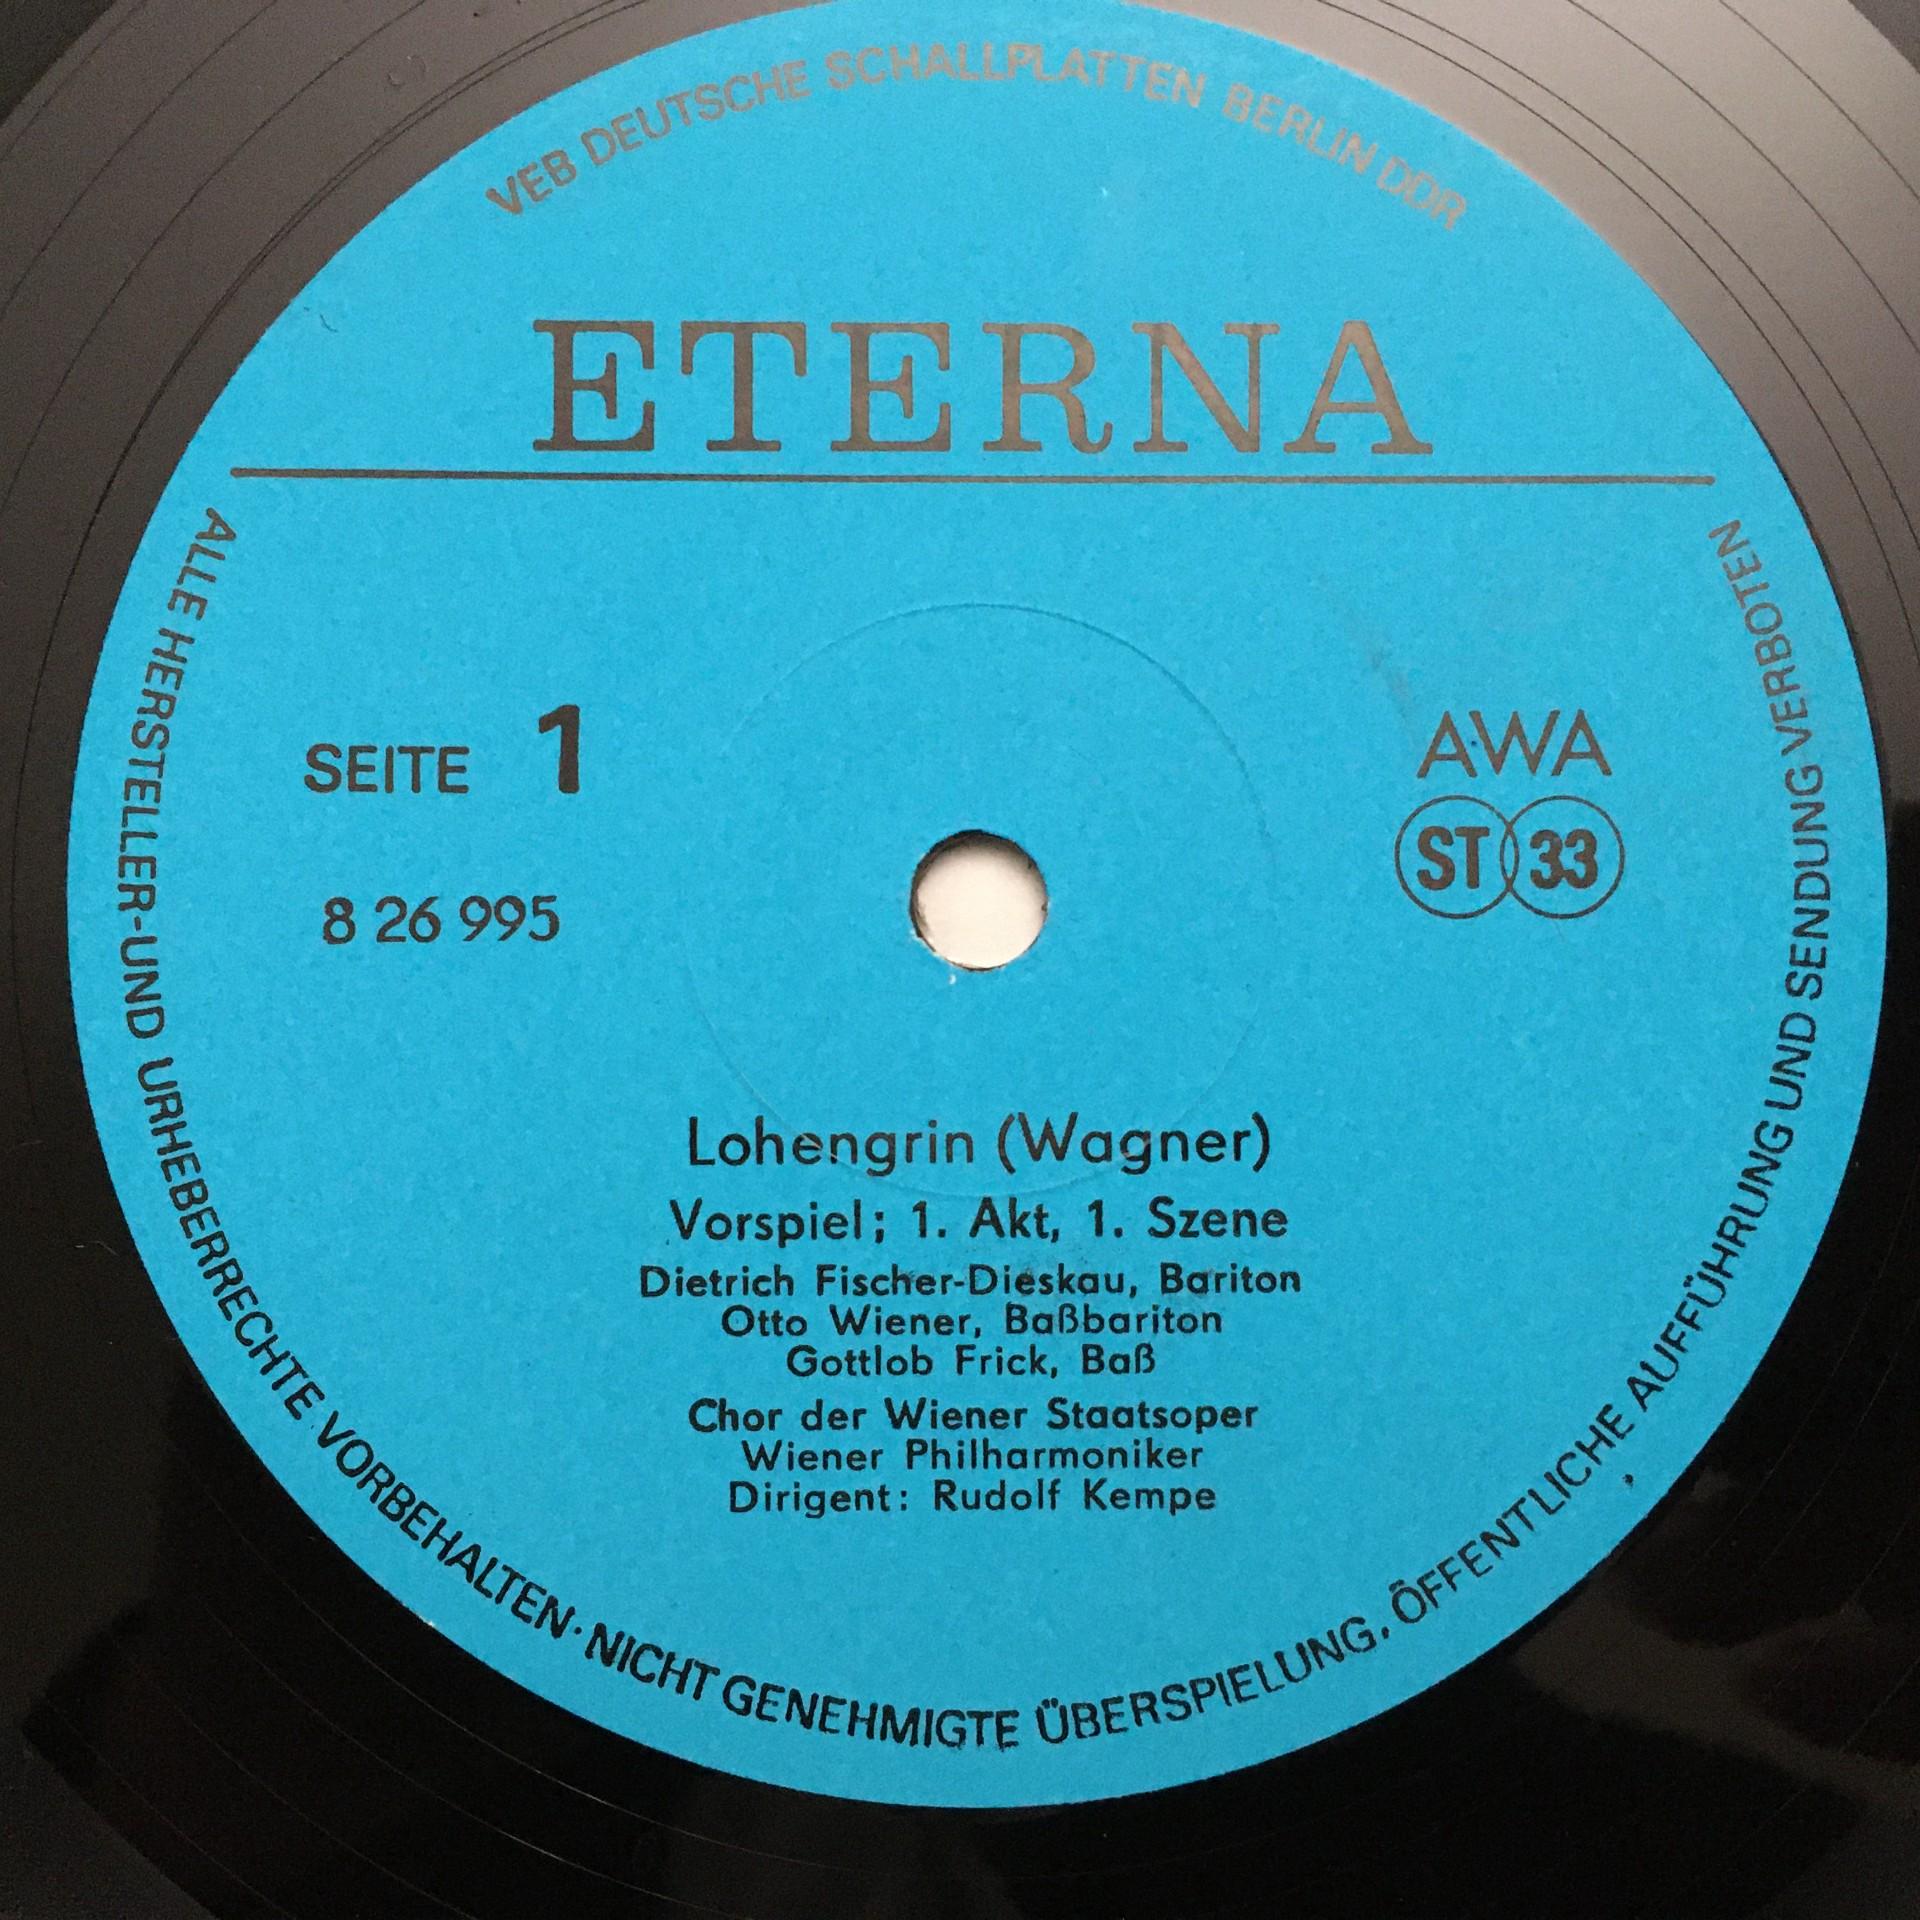 VEB DEUTSCHE SCHALLPLATTEN BERLIN DDR
ETERNA
SEITE 1
8 26 995
AWA
ST 33
Lohengrin (Wagner)
Vorspiel; 1. Akt, 1. Szene
Dietrich Fischer-Dieskau, Bariton
Otto Wiener, Baßbariton
Gottlob Frick, Baß
Chor der Wiener Staatsoper
Wiener Philharmoniker
Dirigent: Rudolf Kempe
ALLE HERSTELLER-UND URHEBERRECHTE VORBEHALTEN · NICHT GENEHMIGTE ÜBERSPIELUNG, ÖFFENTLICHE AUFFÜHRUNG UND SENDUNG VERBOTEN